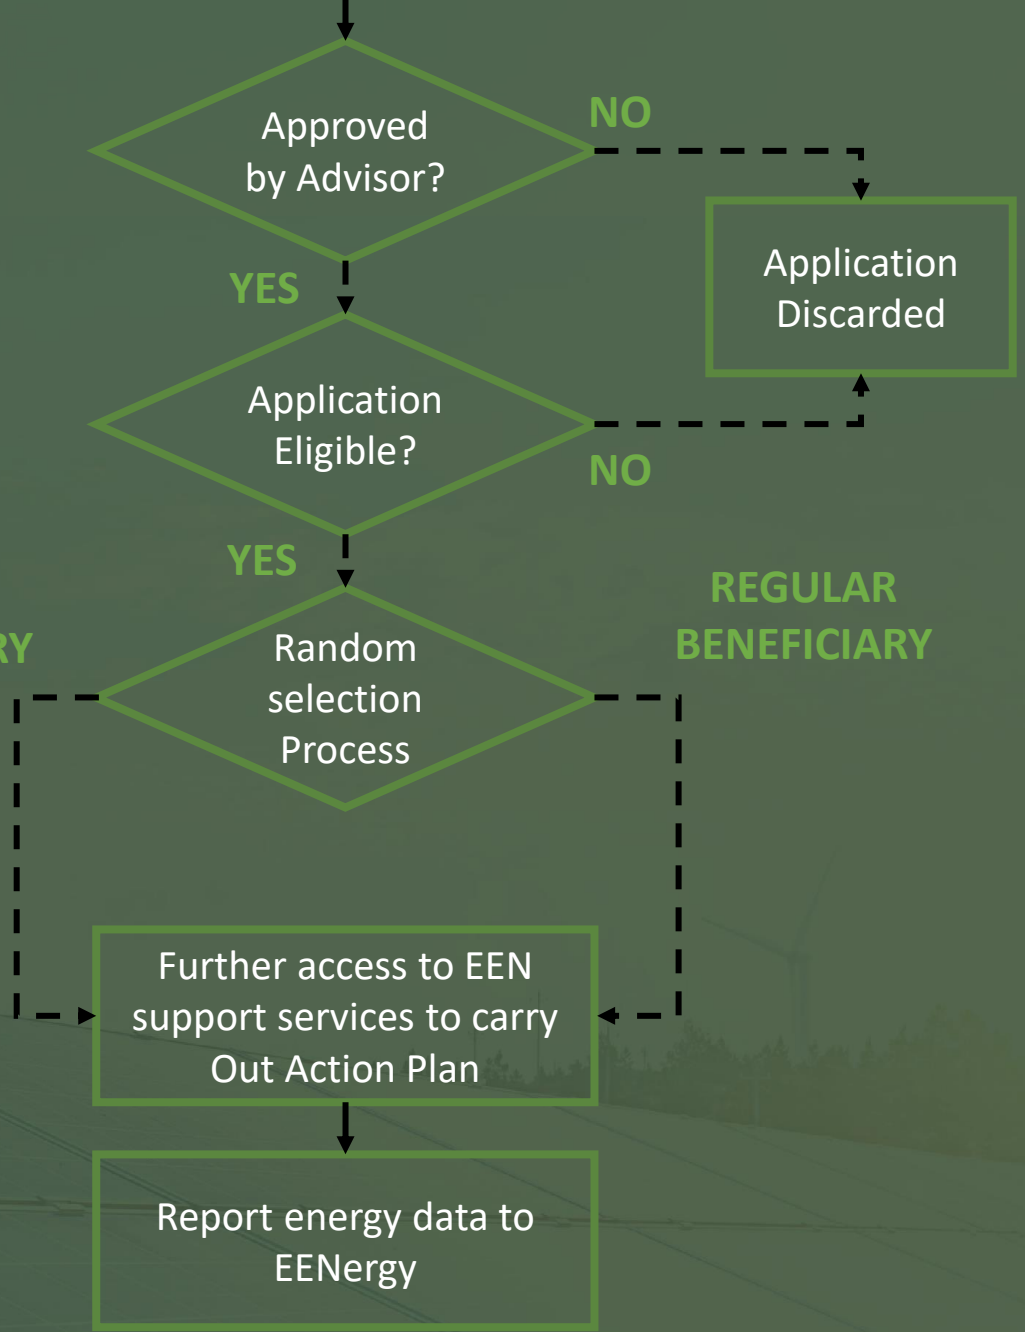 Approved
by Advisor?
NO
Application
Discarded
YES
Application
Eligible?
NO
YES
REGULAR
BENEFICIARY
RY
Random
selection
Process
Further access to EEN
support services to carry
Out Action Plan
Report energy data to
EENergy